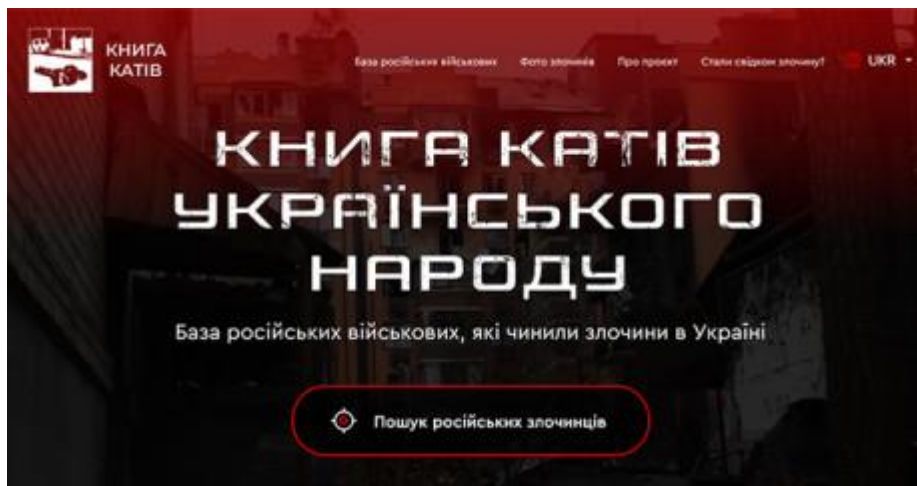 КНИГА
КАТІВ
База російських військових
Фото злочинів
Про проєкт
Стали свідком злочину?
UKR
КНИГА КАТІВ
УКРАЇНСЬКОГО
НАРОДУ
База російських військових, які чинили злочини в Україні
Пошук російських злочинців